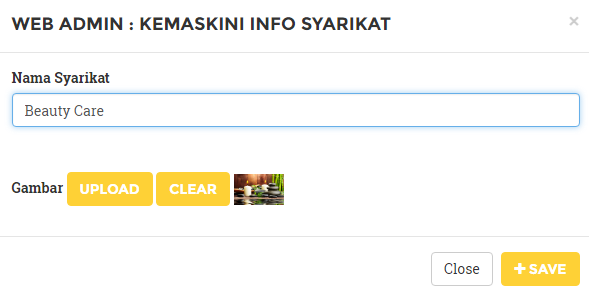 WEB ADMIN : KEMASKINI INFO SYARIKAT ×
Nama Syarikat
Beauty Care
Gambar UPLOAD CLEAR
Close + SAVE